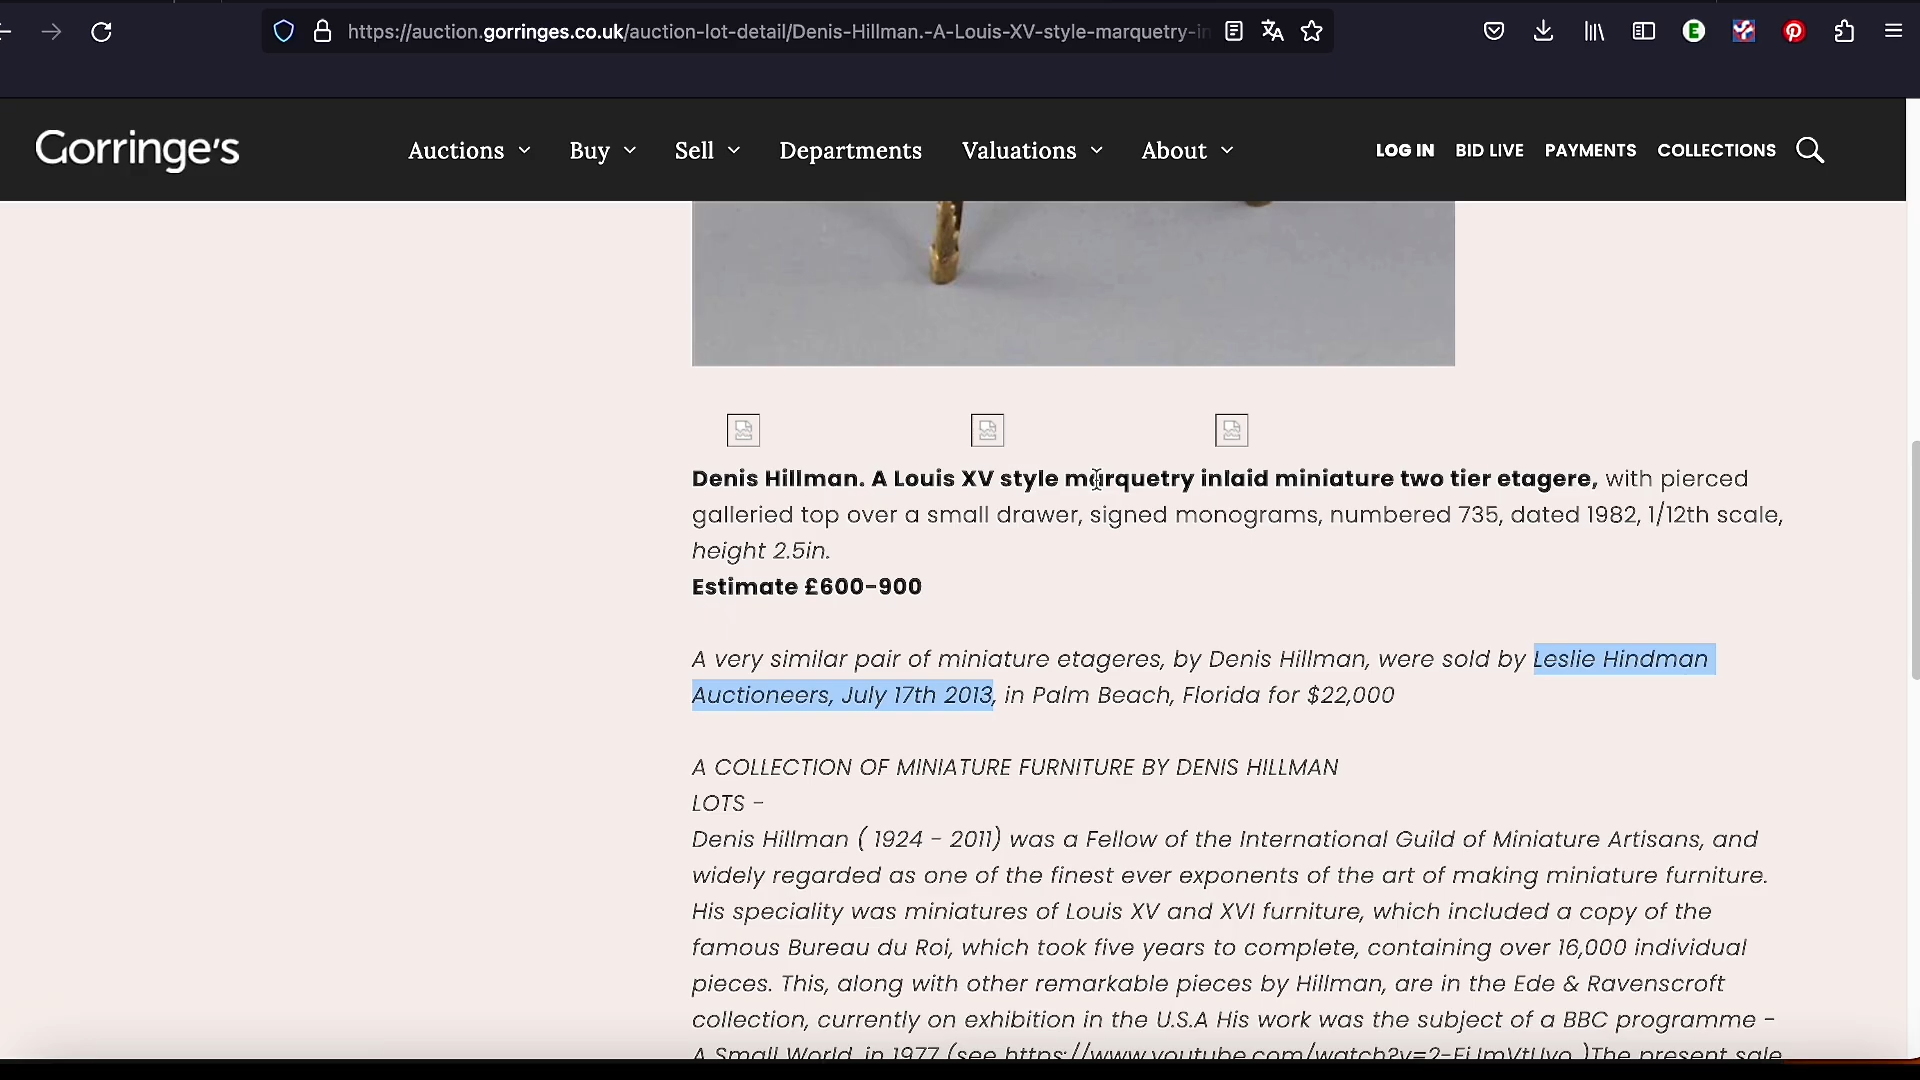 https://auction.gorringes.co.uk/auction-lot-detail/Denis-Hillman.-A-Louis-XV-style-marquetry-in
Gorringe's
Auctions
Buy
Sell
Departments
Valuations
About
LOG IN
BID LIVE
PAYMENTS
COLLECTIONS
Denis Hillman. A Louis XV style marquetry inlaid miniature two tier etagere, with pierced
galleried top over a small drawer, signed monograms, numbered 735, dated 1982, 1/12th scale,
height 2.5in.
Estimate £600-900
A very similar pair of miniature etageres, by Denis Hillman, were sold by Leslie Hindman
Auctioneers, July 17th 2013, in Palm Beach, Florida for $22,000
A COLLECTION OF MINIATURE FURNITURE BY DENIS HILLMAN
LOTS -
Denis Hillman ( 1924 - 2011) was a Fellow of the International Guild of Miniature Artisans, and
widely regarded as one of the finest ever exponents of the art of making miniature furniture.
His speciality was miniatures of Louis XV and XVI furniture, which included a copy of the
famous Bureau du Roi, which took five years to complete, containing over 16,000 individual
pieces. This, along with other remarkable pieces by Hillman, are in the Ede & Ravenscroft
collection, currently on exhibition in the U.S.A His work was the subject of a BBC programme -
A Small World, in 1977 (see )The present sale